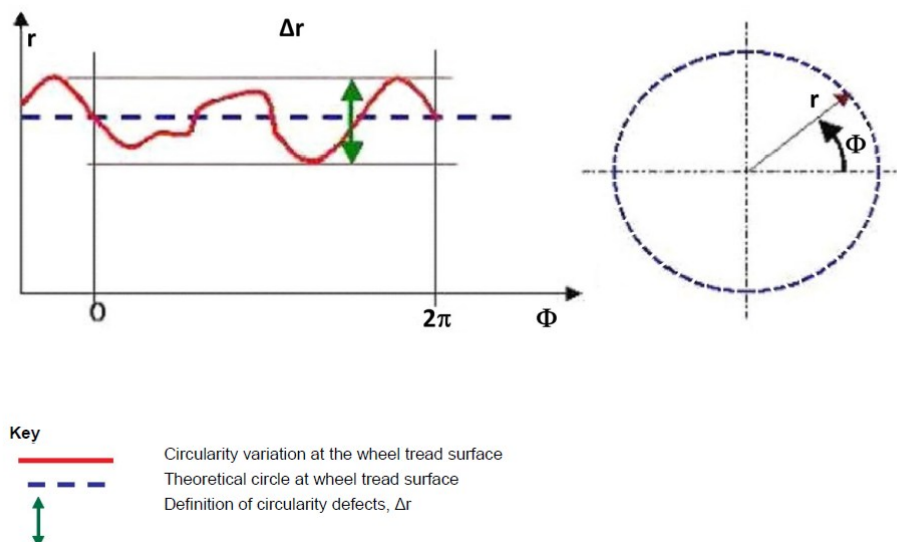 r
Δr
r
Φ
0
2π
Φ
Key
Circularity variation at the wheel tread surface
Theoretical circle at wheel tread surface
Definition of circularity defects, Δr